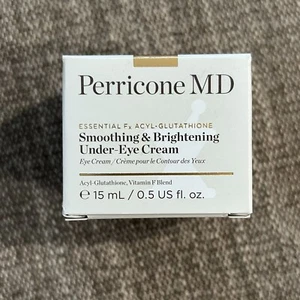 Perricone MD
ESSENTIAL Fx ACYL-GLUTATHIONE
Smoothing & Brightening
Under-Eye Cream
Eye Cream / Crème pour le Contour des Yeux
Acyl-Glutathione, Vitamin F Blend
℮ 15 mL / 0.5 US fl. oz.